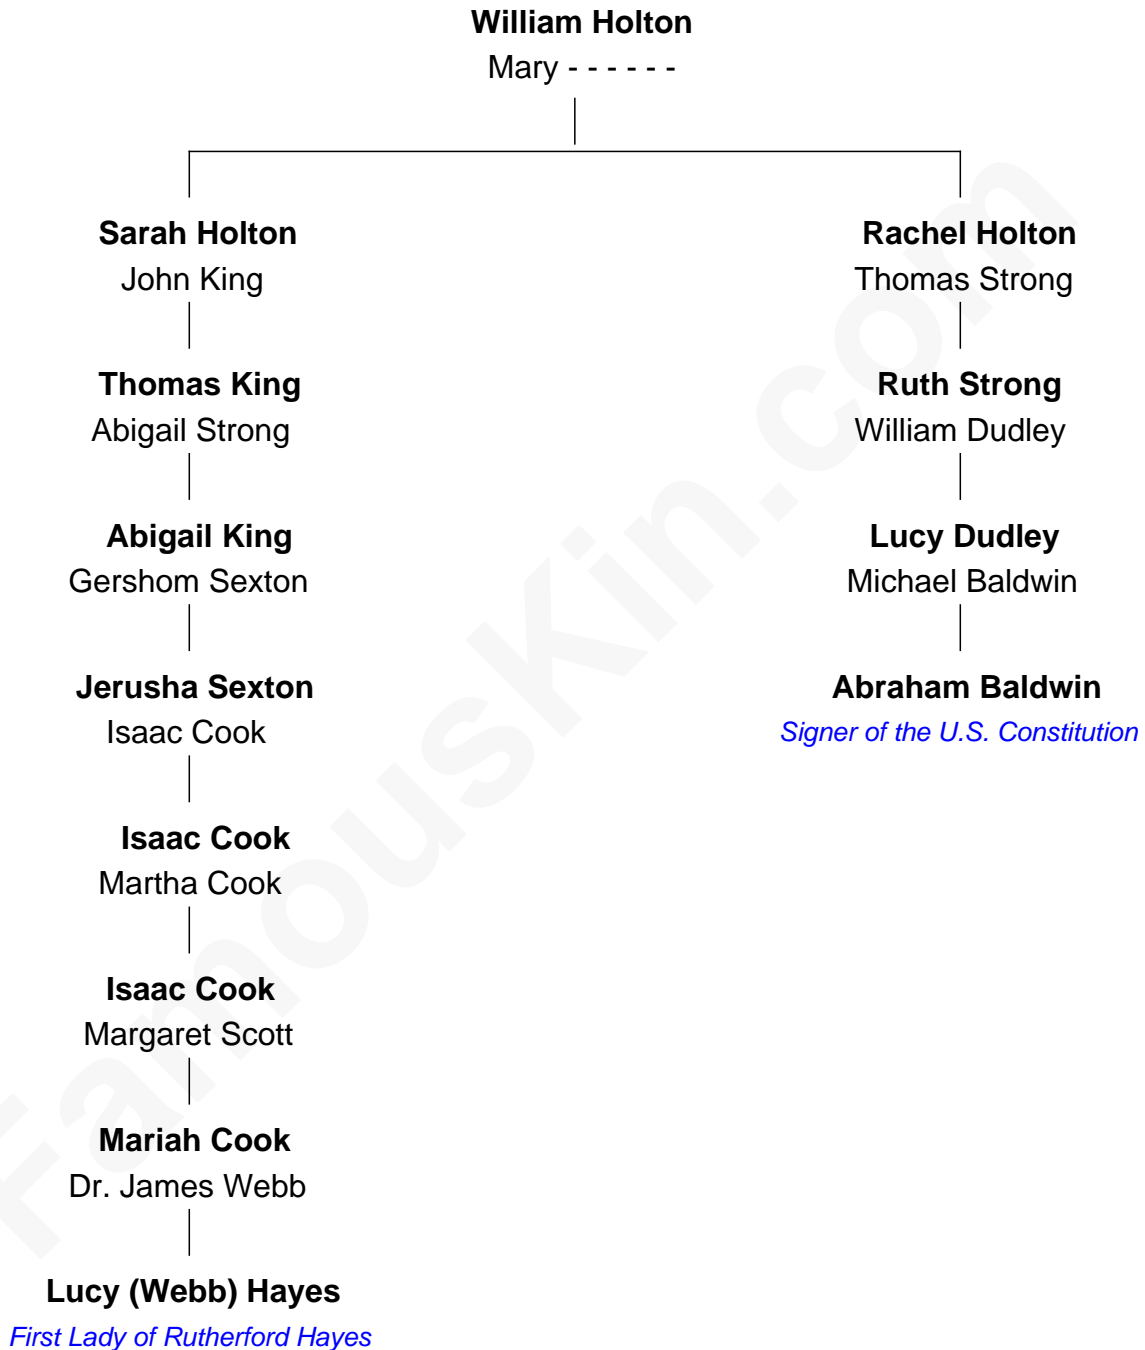 William Holton
Mary - - - - - -
Sarah Holton
John King
Rachel Holton
Thomas Strong
Thomas King
Abigail Strong
Ruth Strong
William Dudley
Abigail King
Gershom Sexton
Lucy Dudley
Michael Baldwin
Jerusha Sexton
Isaac Cook
Abraham Baldwin
Signer of the U.S. Constitution
Isaac Cook
Martha Cook
Isaac Cook
Margaret Scott
Mariah Cook
Dr. James Webb
Lucy (Webb) Hayes
First Lady of Rutherford Hayes
FamousKin.com